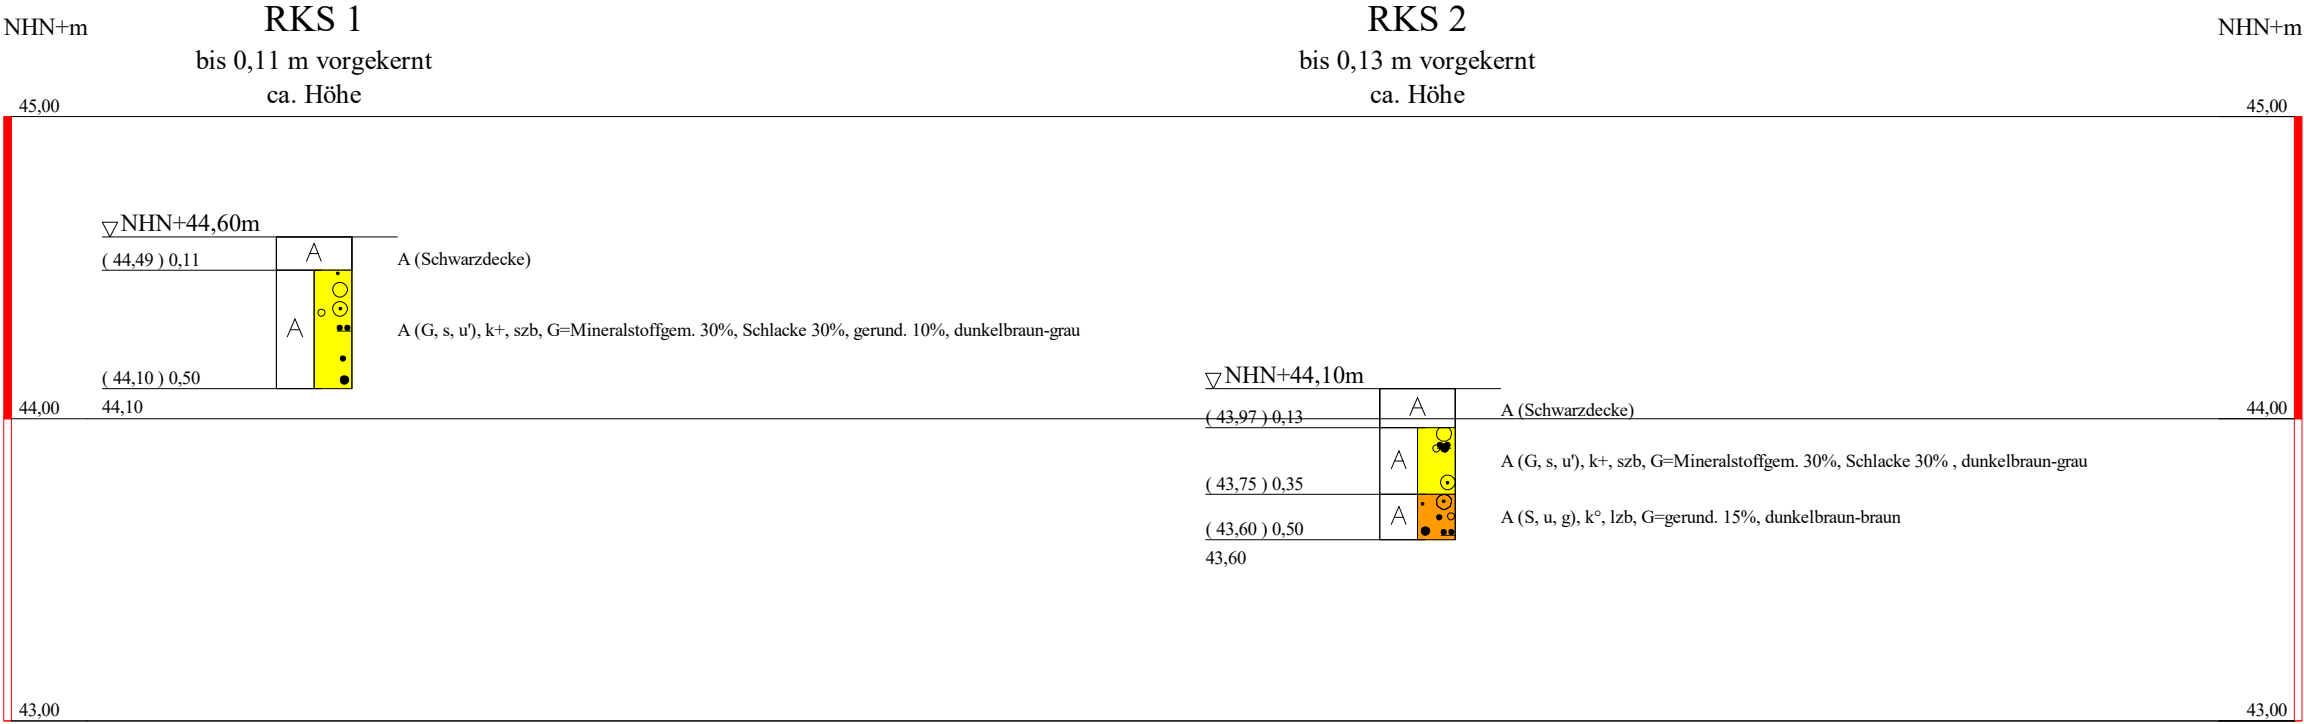 NHN+m
RKS 1
bis 0,11 m vorgekernt
ca. Höhe
RKS 2
bis 0,13 m vorgekernt
ca. Höhe
NHN+m
45,00
45,00
NHN+44,60m
( 44,49 ) 0,11
A
A (Schwarzdecke)
A
A (G, s, u'), k+, szb, G=Mineralstoffgem. 30%, Schlacke 30%, gerund. 10%, dunkelbraun-grau
( 44,10 ) 0,50
44,10
44,00
NHN+44,10m
( 43,97 ) 0,13
A
A (Schwarzdecke)
44,00
A
A (G, s, u'), k+, szb, G=Mineralstoffgem. 30%, Schlacke 30% , dunkelbraun-grau
( 43,75 ) 0,35
A
A (S, u, g), k°, lzb, G=gerund. 15%, dunkelbraun-braun
( 43,60 ) 0,50
43,60
43,00
43,00